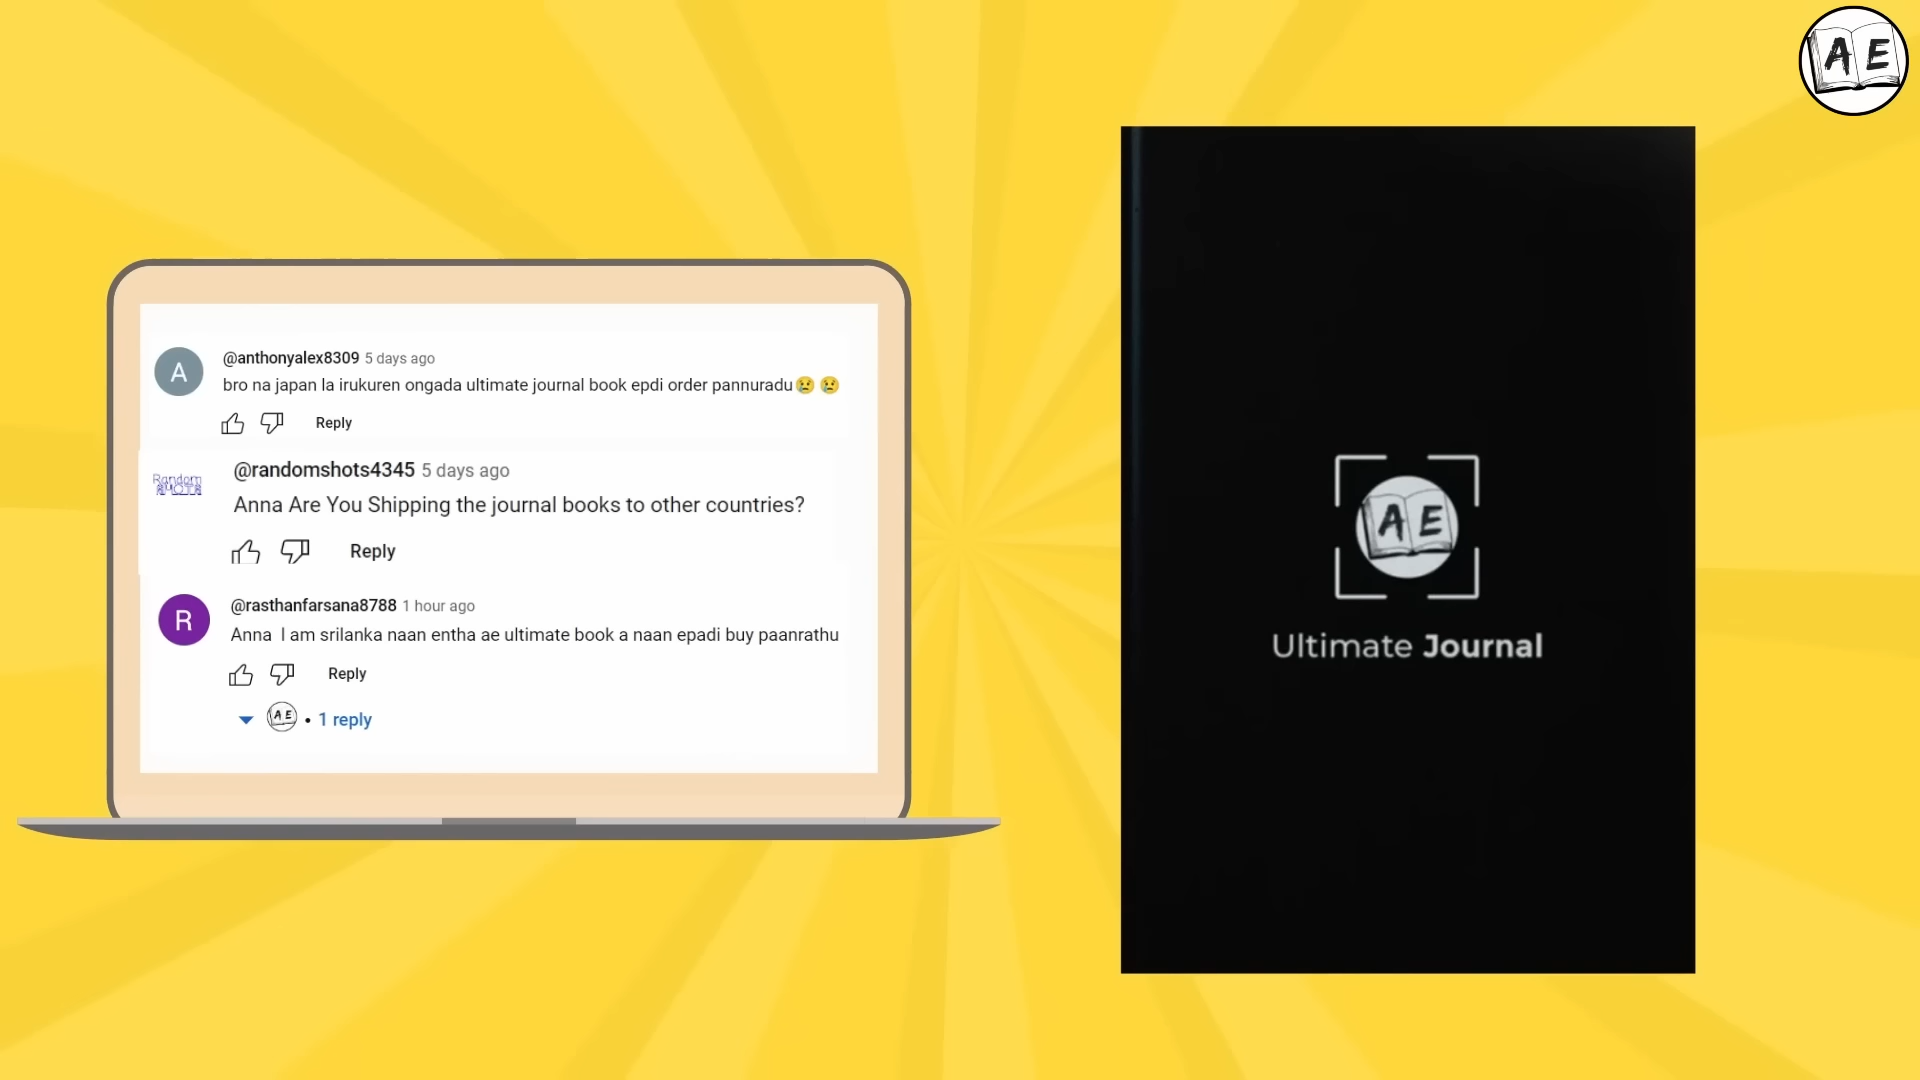 A E
A
@anthonyalex8309 5 days ago
bro na japan la irukuren ongada ultimate journal book epdi order pannuradu😢 😢
Reply
Random
@randomshots4345 5 days ago
Anna Are You Shipping the journal books to other countries?
Reply
R
@rasthanfarsana8788 1 hour ago
Anna I am srilanka naan entha ae ultimate book a naan epadi buy paanrathu
Reply
A E • 1 reply
A E
Ultimate Journal